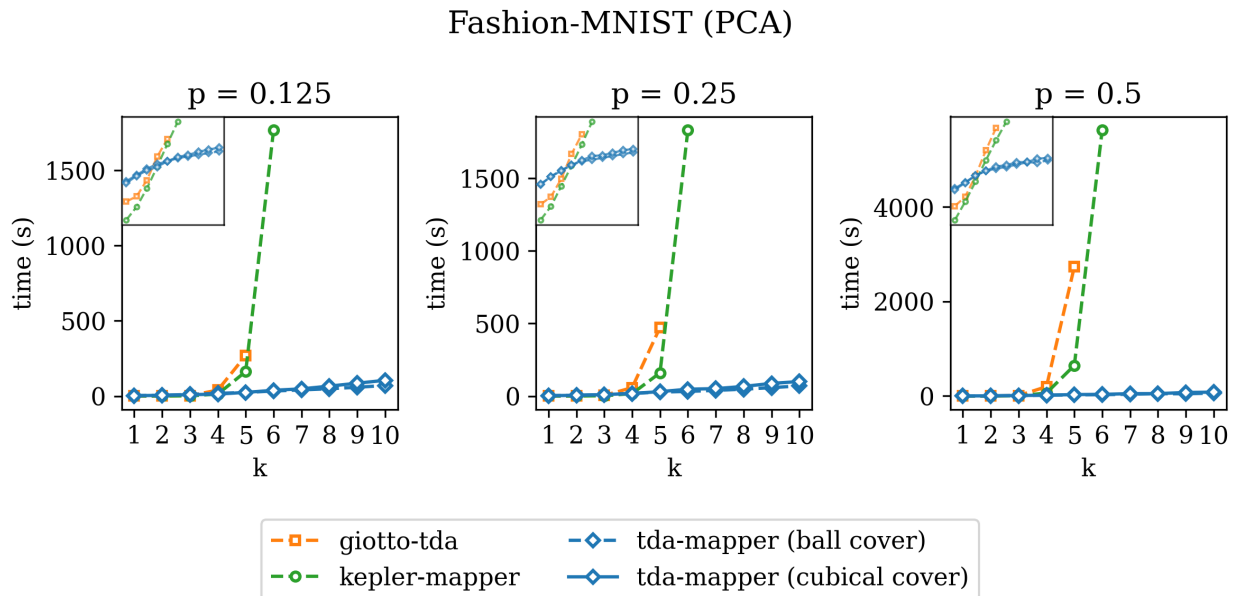 Fashion-MNIST (PCA)
p = 0.125
p = 0.25
p = 0.5
time (s)
1500
1000
500
0
1 2 3 4 5 6 7 8 9 10
k
time (s)
1500
1000
500
0
1 2 3 4 5 6 7 8 9 10
k
time (s)
4000
2000
0
1 2 3 4 5 6 7 8 9 10
k
giotto-tda
kepler-mapper
tda-mapper (ball cover)
tda-mapper (cubical cover)